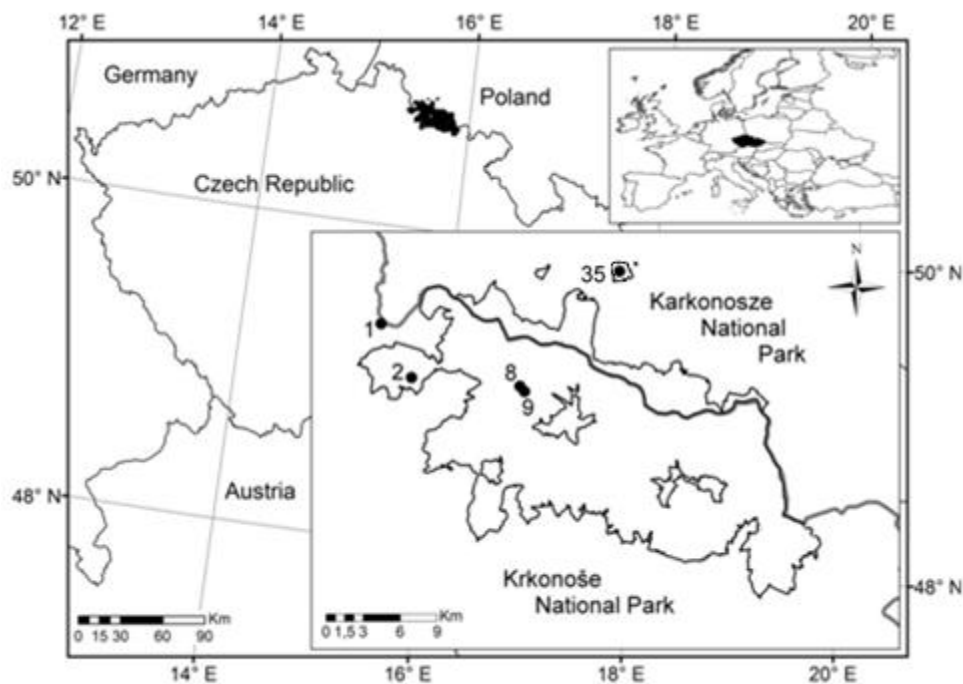 12° E
14° E
16° E
18° E
20° E
Germany
Poland
50° N
Czech Republic
N
50° N
35
Karkonosze
National
Park
1
2
8
9
48° N
Austria
48° N
Krkonoše
National Park
Km
0 15 30 60 90
Km
0 1,5 3 6 9
14° E
16° E
18° E
20° E